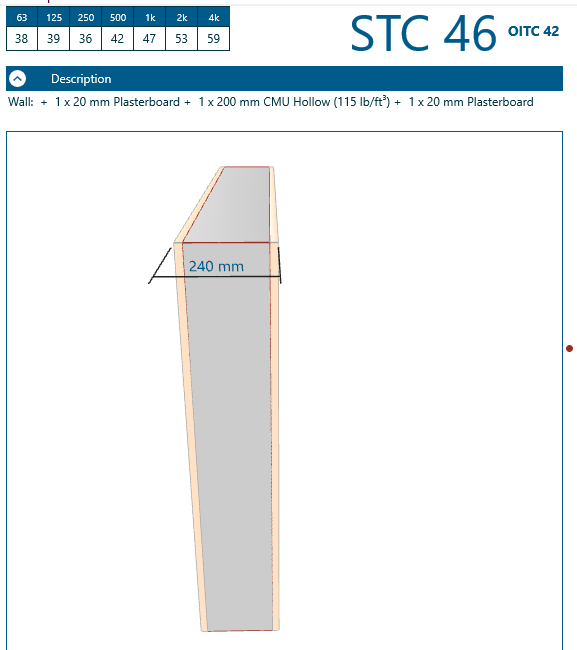 63 125 250 500 1k 2k 4k
38 39 36 42 47 53 59
STC 46 OITC 42
Description
Wall: + 1 x 20 mm Plasterboard + 1 x 200 mm CMU Hollow (115 lb/ft³) + 1 x 20 mm Plasterboard
240 mm